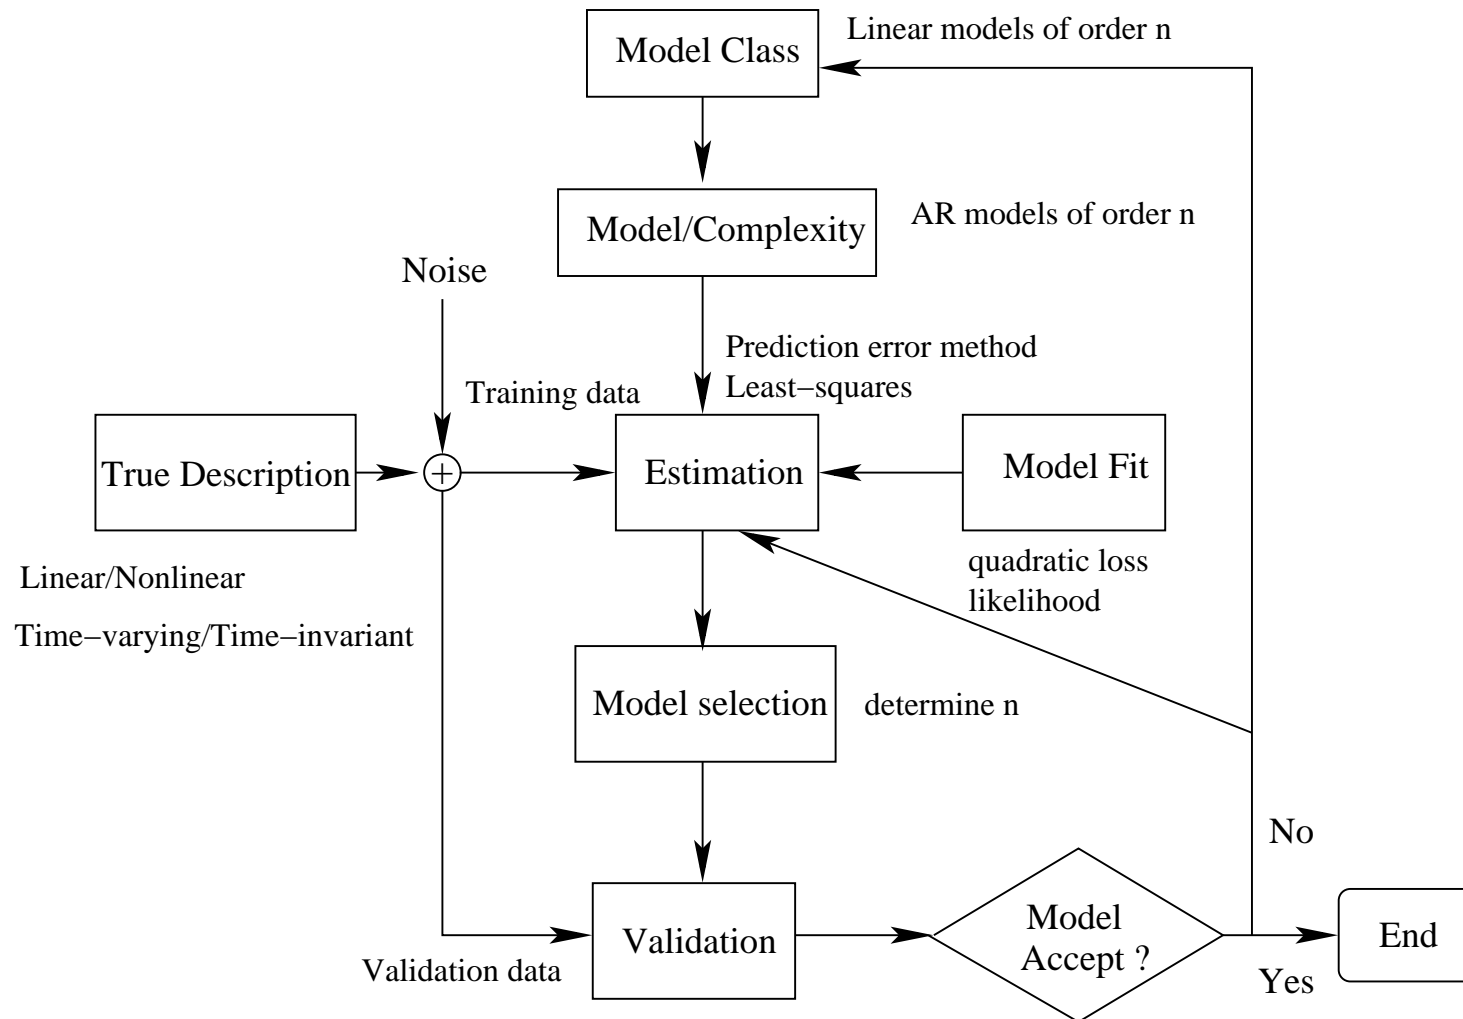 Linear models of order n
Model Class
AR models of order n
Model/Complexity
Noise
Prediction error method
Least−squares
Training data
True Description
+
Estimation
Model Fit
quadratic loss
likelihood
Linear/Nonlinear
Time−varying/Time−invariant
Model selection
determine n
No
Model
Accept ?
End
Validation
Validation data
Yes